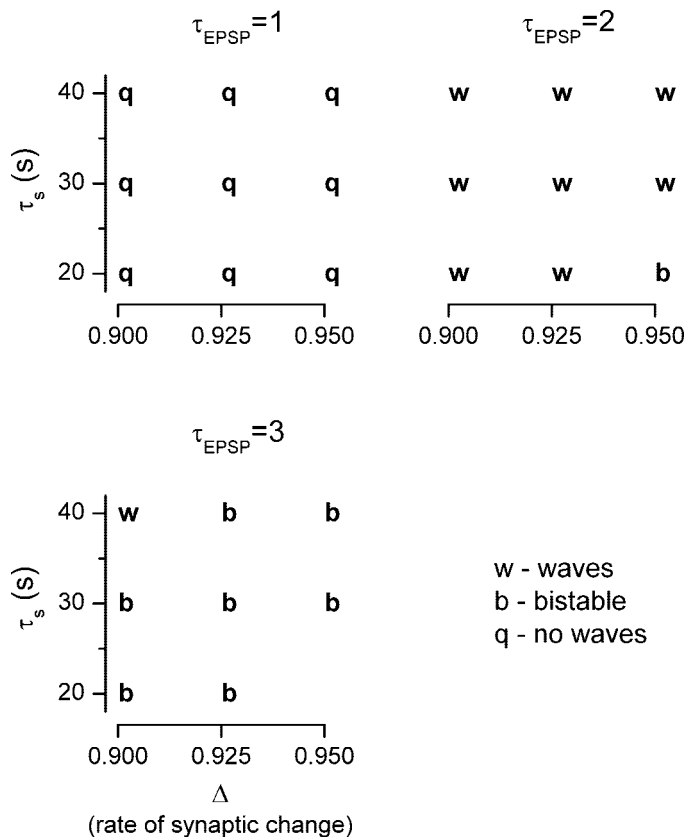 τEPSP=1 τEPSP=2
40 q q q w w w
τs (s) 30 q q q w w w
20 q q q w w b
0.900 0.925 0.950 0.900 0.925 0.950
τEPSP=3
40 w b b
τs (s) 30 b b b
20 b b
0.900 0.925 0.950
Δ
(rate of synaptic change)
w - waves
b - bistable
q - no waves